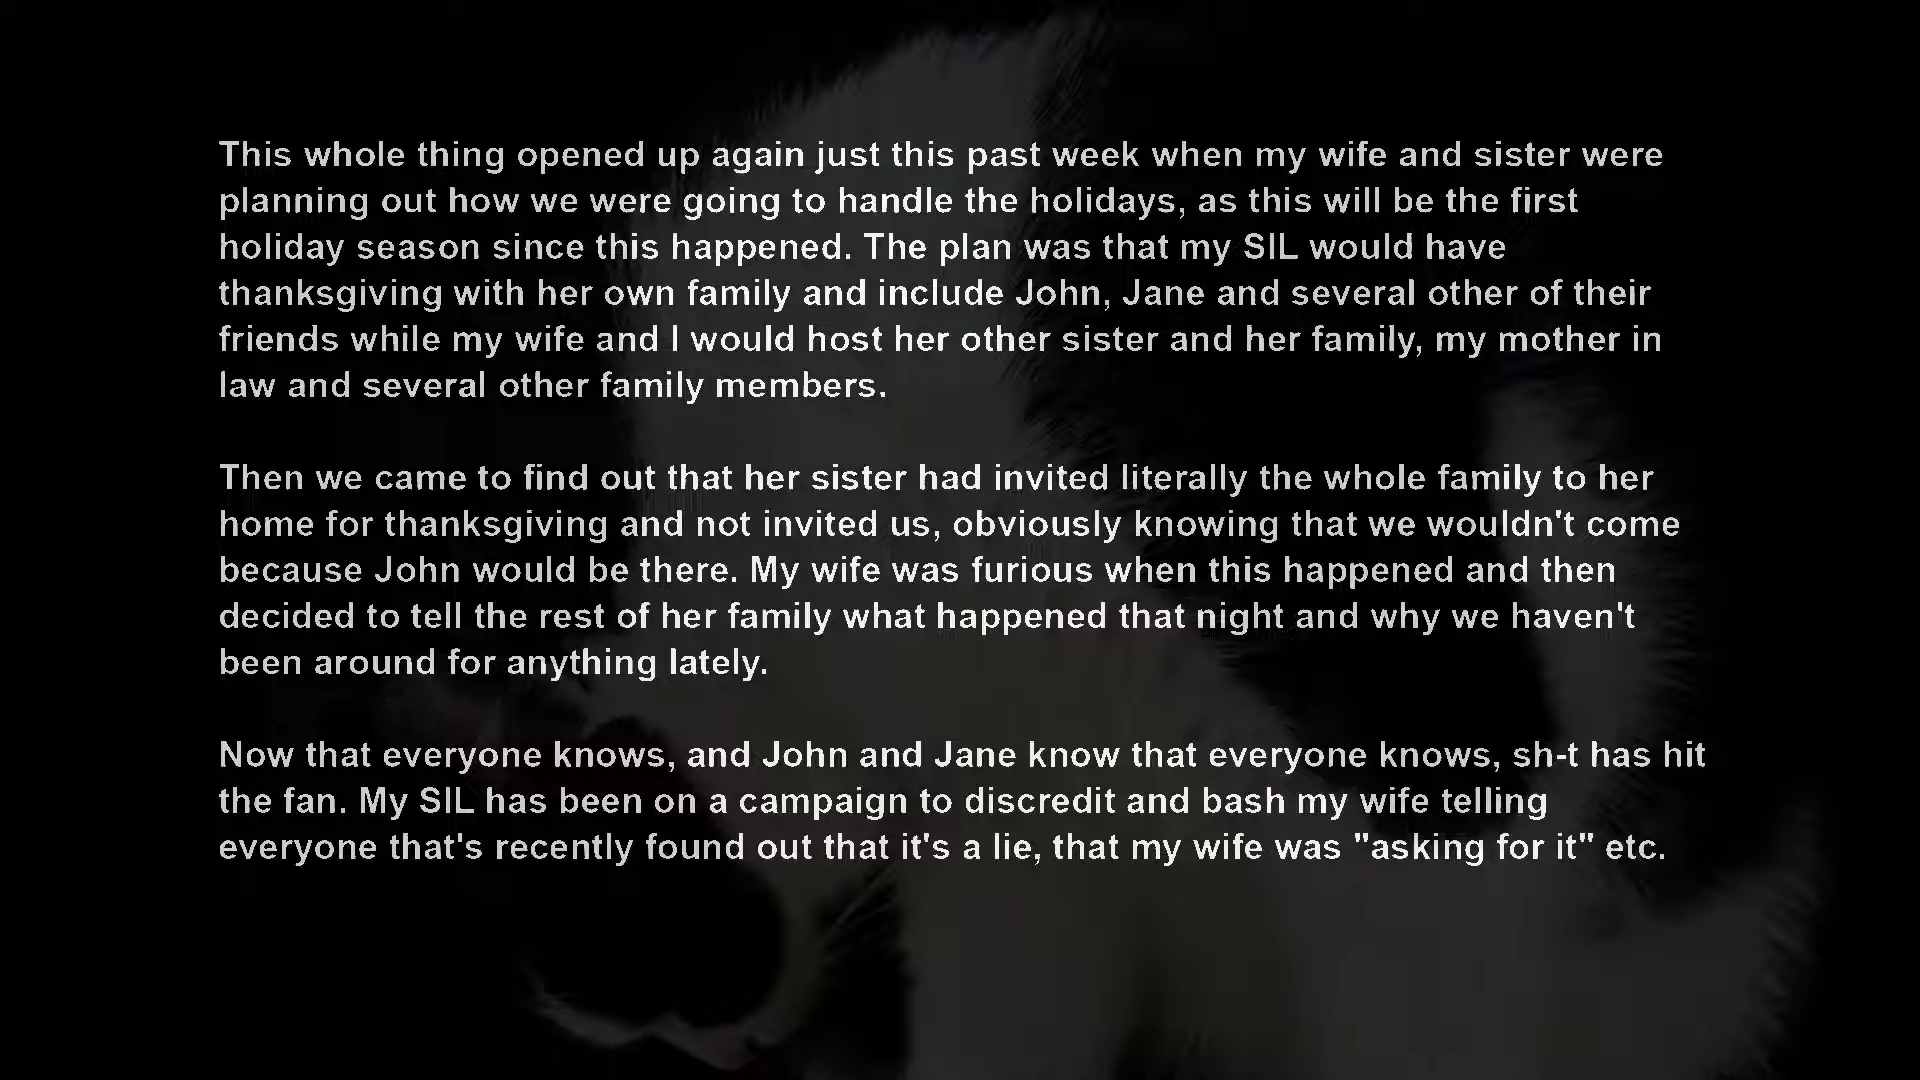 This whole thing opened up again just this past week when my wife and sister were
planning out how we were going to handle the holidays, as this will be the first
holiday season since this happened. The plan was that my SIL would have
thanksgiving with her own family and include John, Jane and several other of their
friends while my wife and I would host her other sister and her family, my mother in
law and several other family members.
Then we came to find out that her sister had invited literally the whole family to her
home for thanksgiving and not invited us, obviously knowing that we wouldn't come
because John would be there. My wife was furious when this happened and then
decided to tell the rest of her family what happened that night and why we haven't
been around for anything lately.
Now that everyone knows, and John and Jane know that everyone knows, sh-t has hit
the fan. My SIL has been on a campaign to discredit and bash my wife telling
everyone that's recently found out that it's a lie, that my wife was "asking for it" etc.